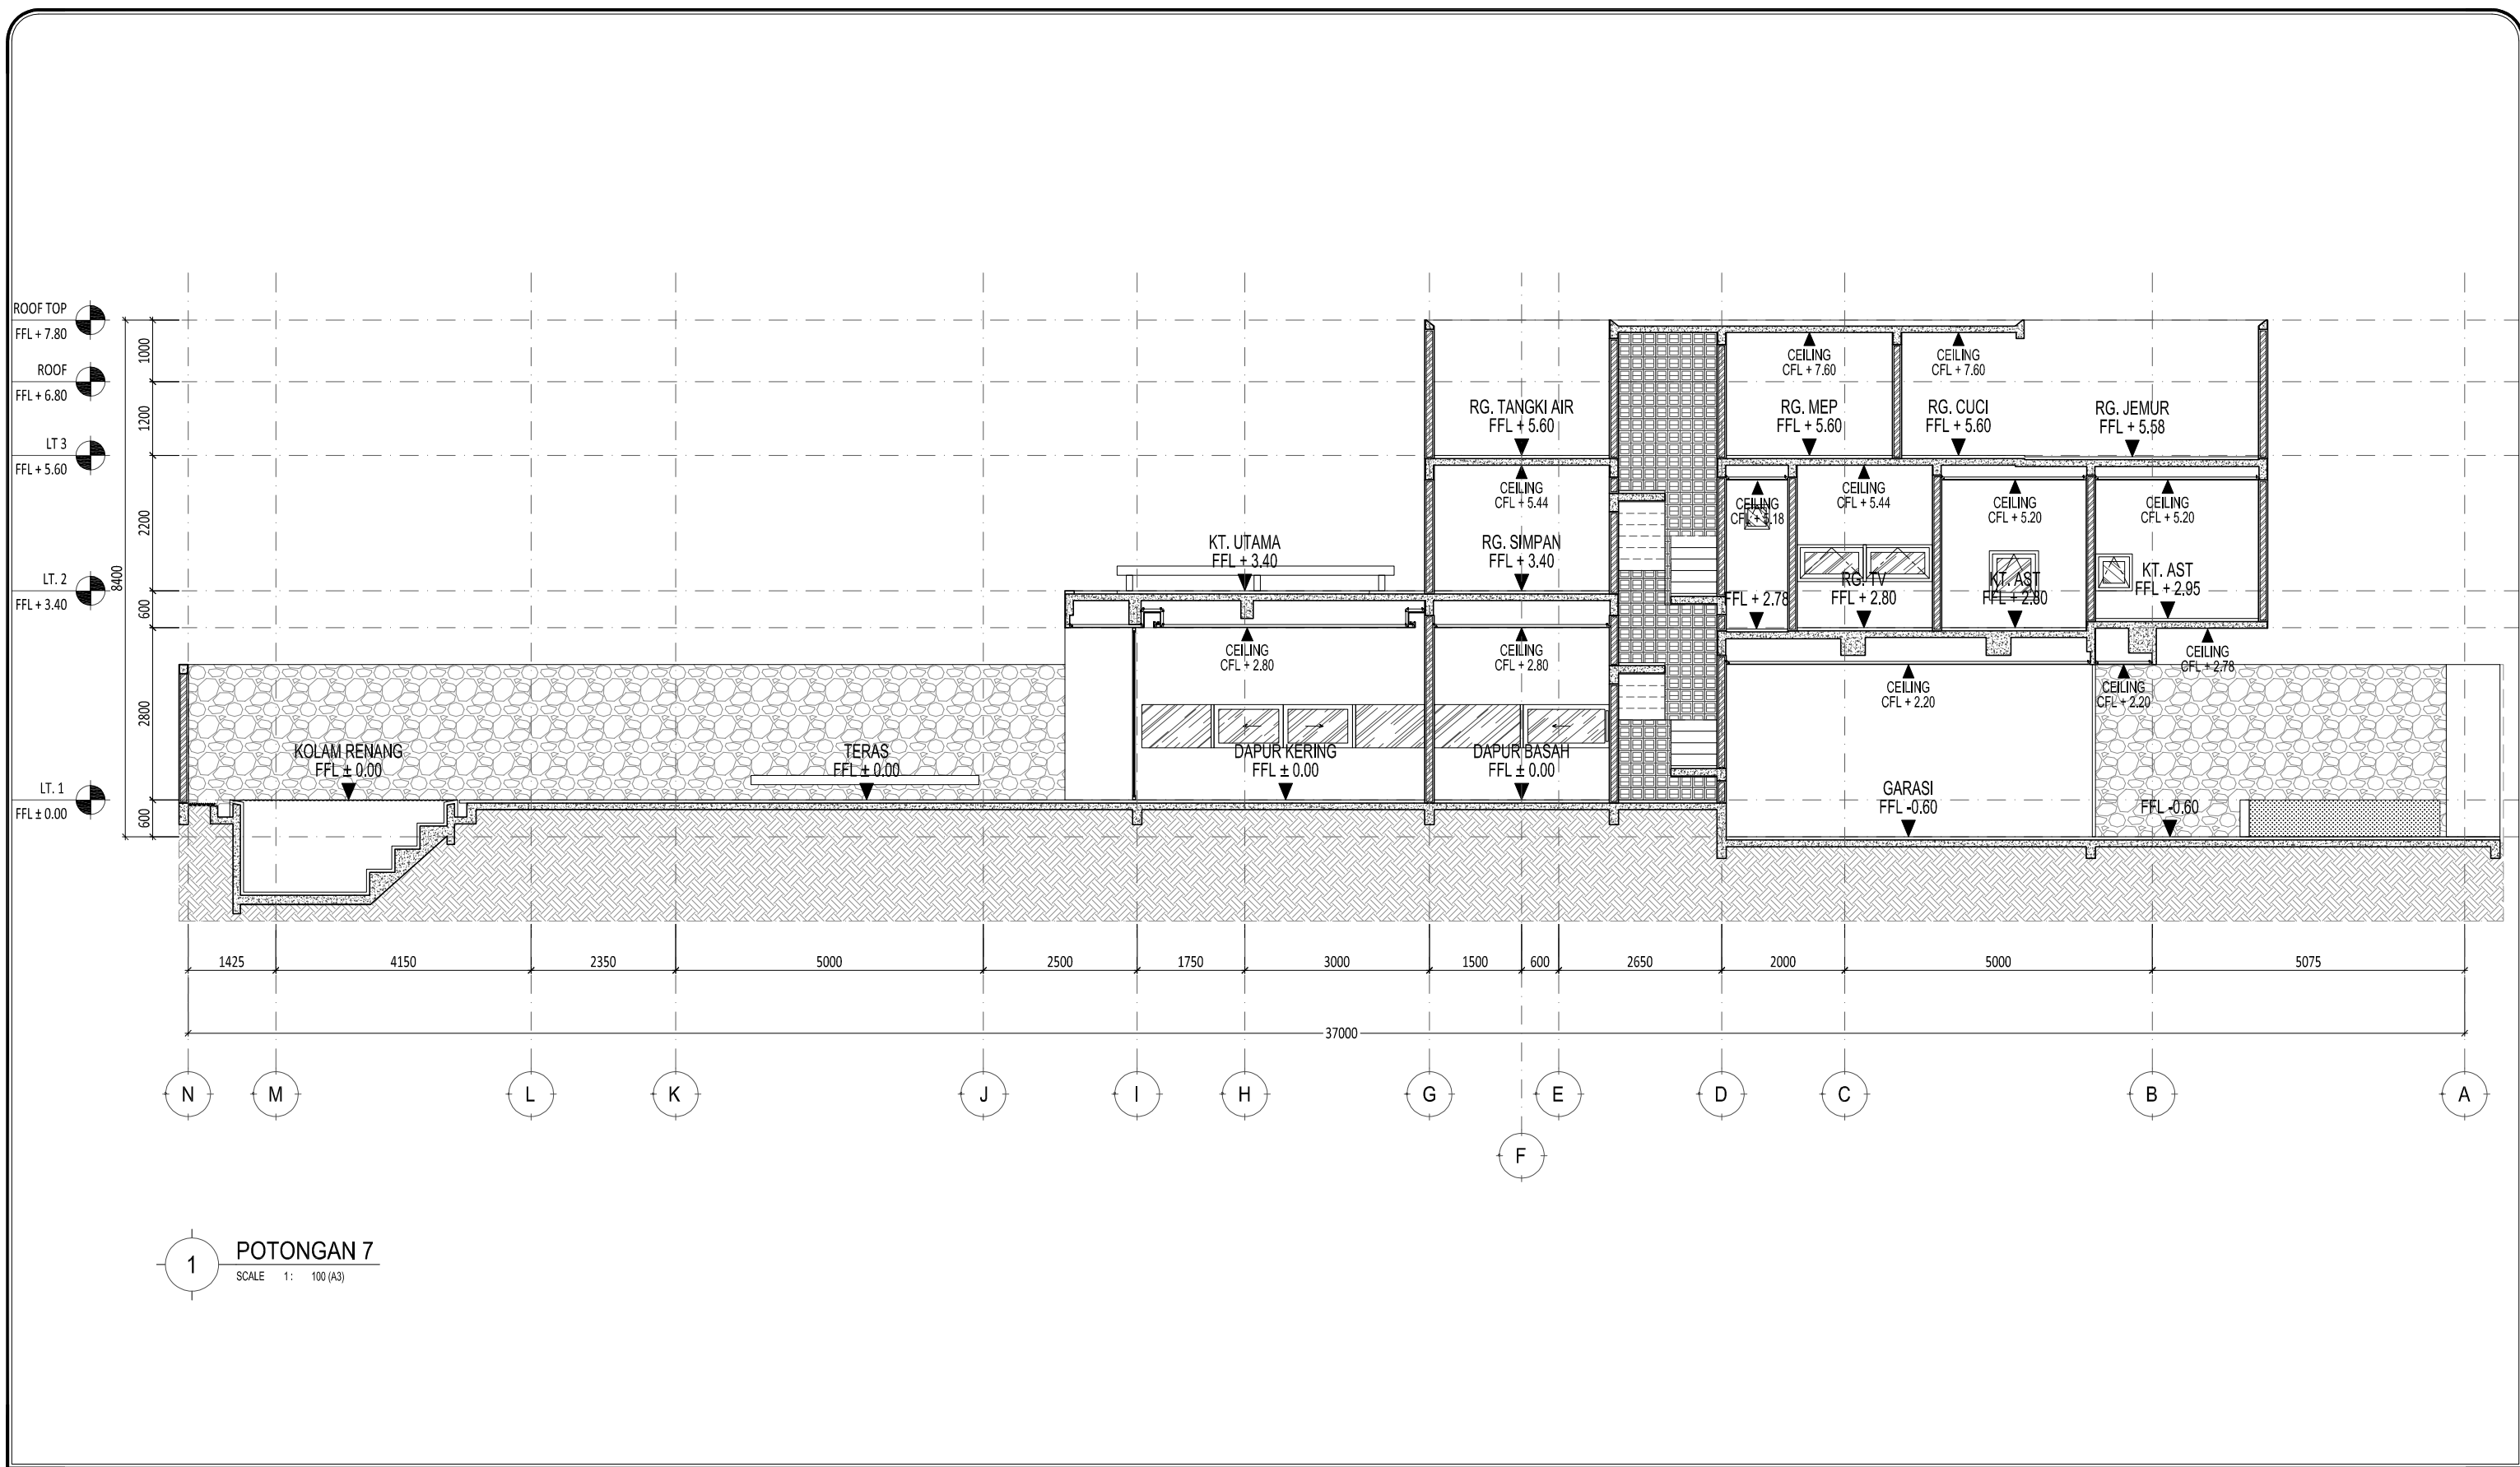 ROOF TOP
FFL + 7.80
ROOF
FFL + 6.80
LT 3
FFL + 5.60
LT. 2
FFL + 3.40
LT. 1
FFL ± 0.00
1000
1200
2200
600
2800
600
8400
CEILING
CFL + 7.60
CEILING
CFL + 7.60
RG. TANGKI AIR
FFL + 5.60
RG. MEP
FFL + 5.60
RG. CUCI
FFL + 5.60
RG. JEMUR
FFL + 5.58
CEILING
CFL + 5.44
CEILING
CFL + 5.18
CEILING
CFL + 5.44
CEILING
CFL + 5.20
CEILING
CFL + 5.20
KT. UTAMA
FFL + 3.40
RG. SIMPAN
FFL + 3.40
FFL + 2.78
RG. TV
FFL + 2.80
KT. AST
FFL + 2.80
KT. AST
FFL + 2.95
CEILING
CFL + 2.80
CEILING
CFL + 2.80
CEILING
CFL + 2.20
CEILING
CFL + 2.20
CEILING
CFL + 2.78
KOLAM RENANG
FFL ± 0.00
TERAS
FFL ± 0.00
DAPUR KERING
FFL ± 0.00
DAPUR BASAH
FFL ± 0.00
GARASI
FFL -0.60
FFL -0.60
1425 4150 2350 5000 2500 1750 3000 1500 600 2650 2000 5000 5075
37000
N M L K J I H G E D C B A
F
1
POTONGAN 7
SCALE 1 : 100 (A3)